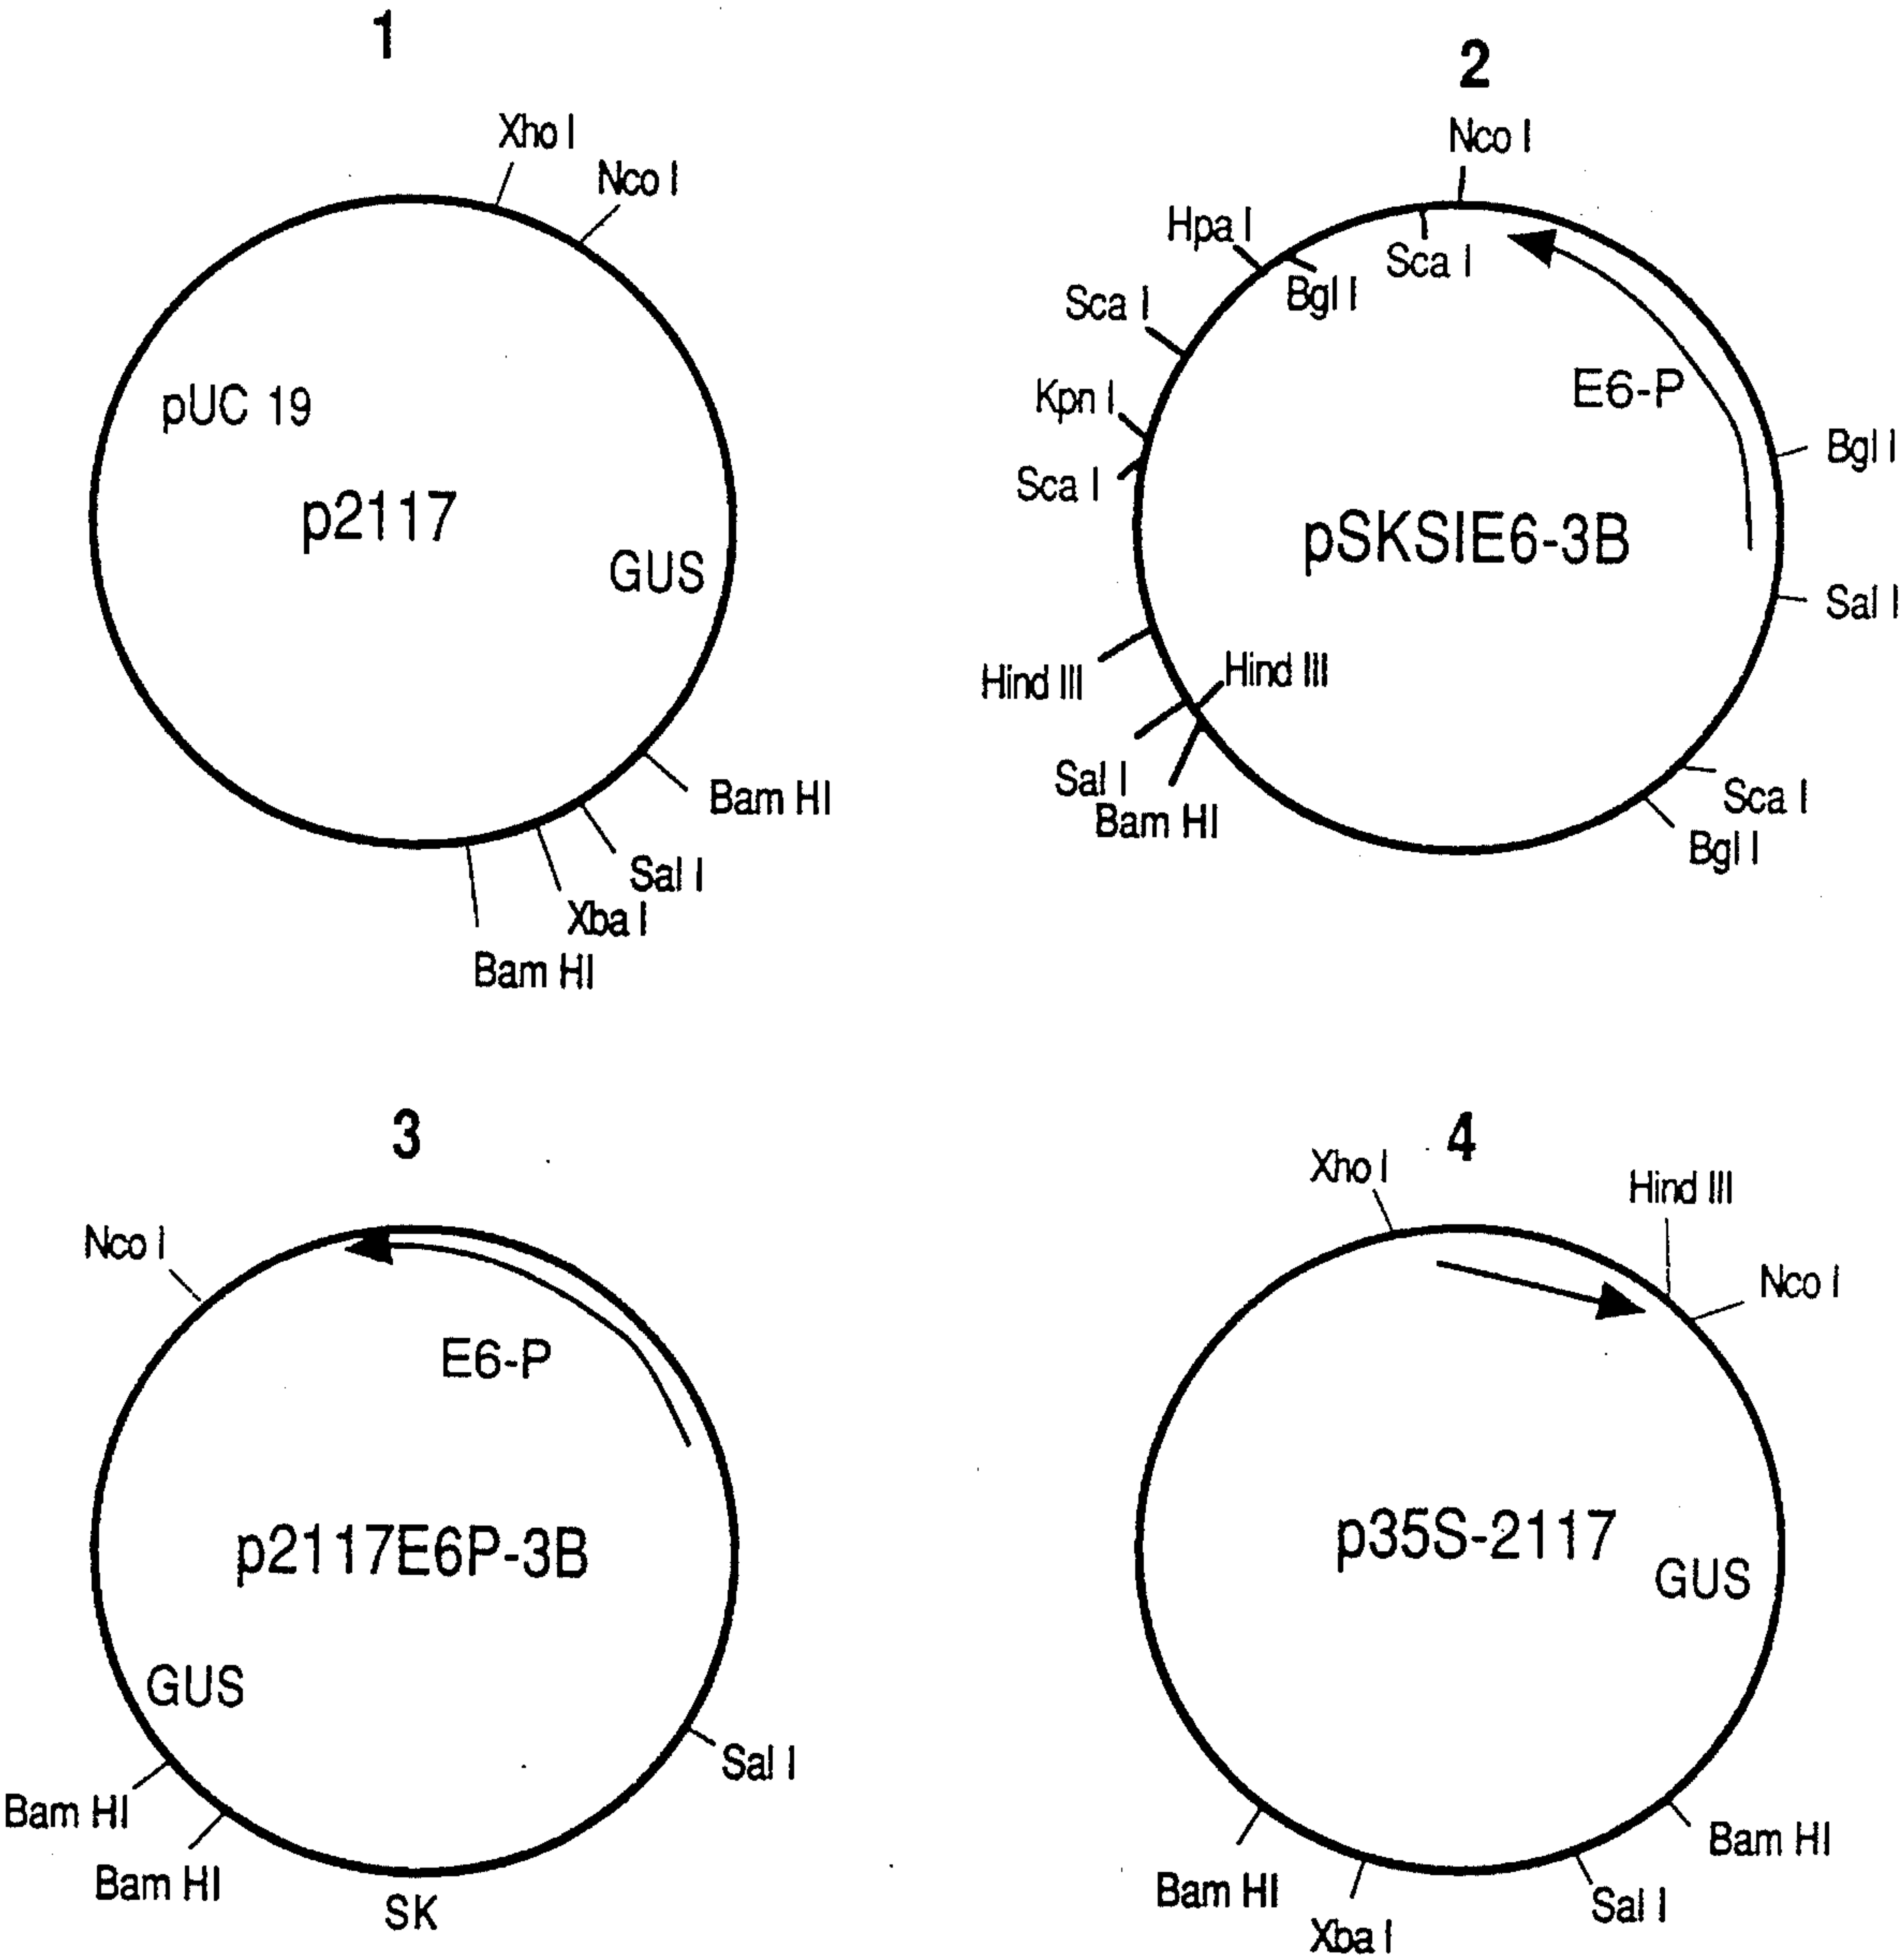 1
Xho I
Nco I
pUC 19
p2117
GUS
Bam HI
Sal I
Xba I
Bam HI
2
Nco I
Hpa I
Sca I
Bgl I
Sca I
Kpn I
E6-P
Sca I
Bgl I
pSKSIE6-3B
Sal I
Hind III
Hind III
Sal I
Bam HI
Sca I
Bgl I
3
Nco I
E6-P
p2117E6P-3B
GUS
Sal I
Bam HI
Bam HI
SK
4
Xho I
Hind III
Nco I
p35S-2117
GUS
Bam HI
Bam HI
Sal I
Xba I